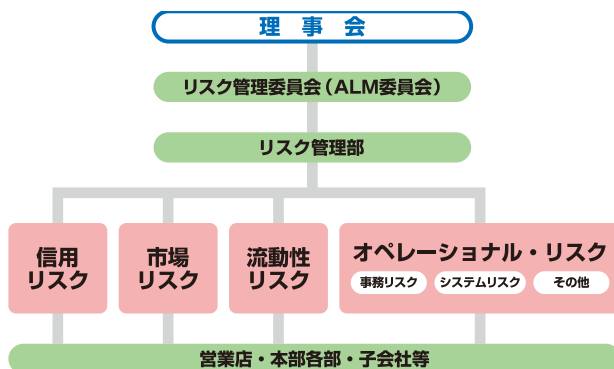 理事会
リスク管理委員会（ALM委員会）
リスク管理部
信用
リスク
市場
リスク
流動性
リスク
オペレーショナル・リスク
事務リスク
システムリスク
その他
営業店・本部各部・子会社等